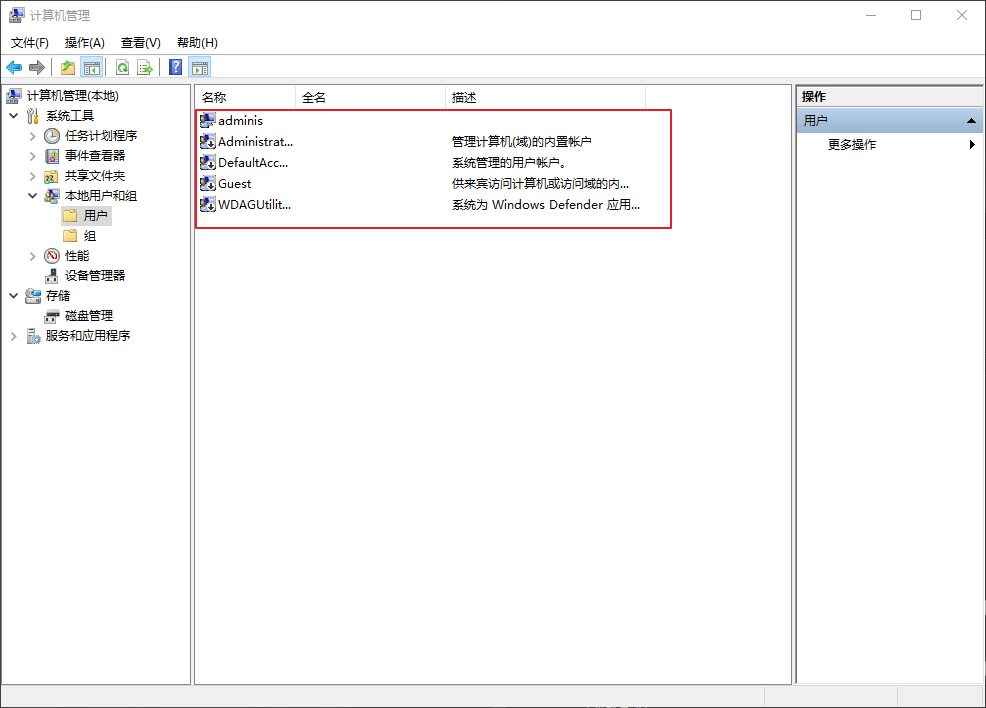 计算机管理
文件(F) 操作(A) 查看(V) 帮助(H)
计算机管理(本地)
系统工具
任务计划程序
事件查看器
共享文件夹
本地用户和组
用户
组
性能
设备管理器
存储
磁盘管理
服务和应用程序
名称 全名 描述
adminis
Administrat... 管理计算机(域)的内置帐户
DefaultAcc... 系统管理的用户帐户。
Guest 供来宾访问计算机或访问域的内...
WDAGUtilit... 系统为 Windows Defender 应用...
操作
用户
更多操作